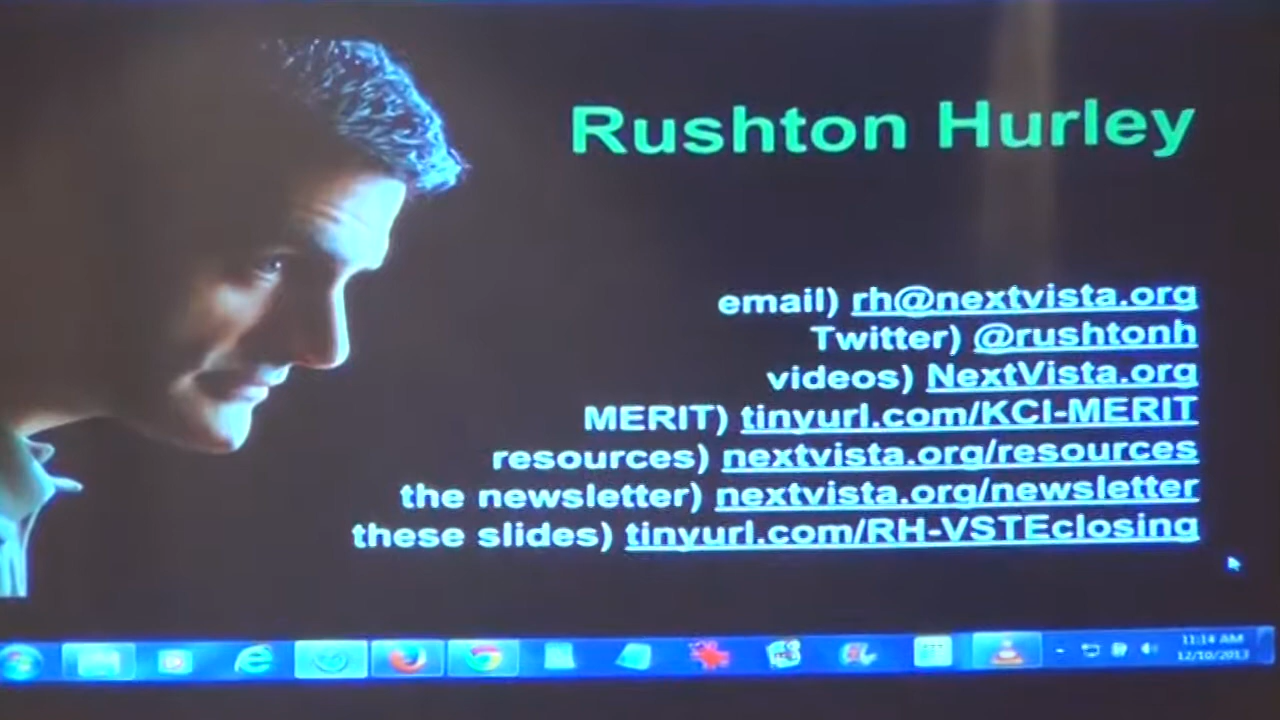 Rushton Hurley
email) rh@nextvista.org
Twitter) @rushtonh
videos) NextVista.org
MERIT) tinyurl.com/KCI-MERIT
resources) nextvista.org/resources
the newsletter) nextvista.org/newsletter
these slides) tinyurl.com/RH-VSTEclosing
11:14 AM
12/10/2013